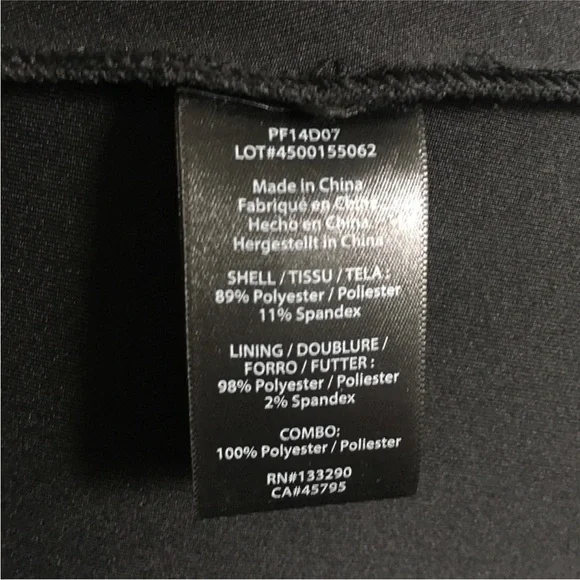 PF14D07
LOT#4500155062
Made in China
Fabriqué en Chine
Hecho en China
Hergestellt in China
SHELL / TISSU / TELA :
89% Polyester / Poliester
11% Spandex
LINING / DOUBLURE /
FORRO / FUTTER :
98% Polyester / Poliester
2% Spandex
COMBO:
100% Polyester / Poliester
RN#133290
CA#45795